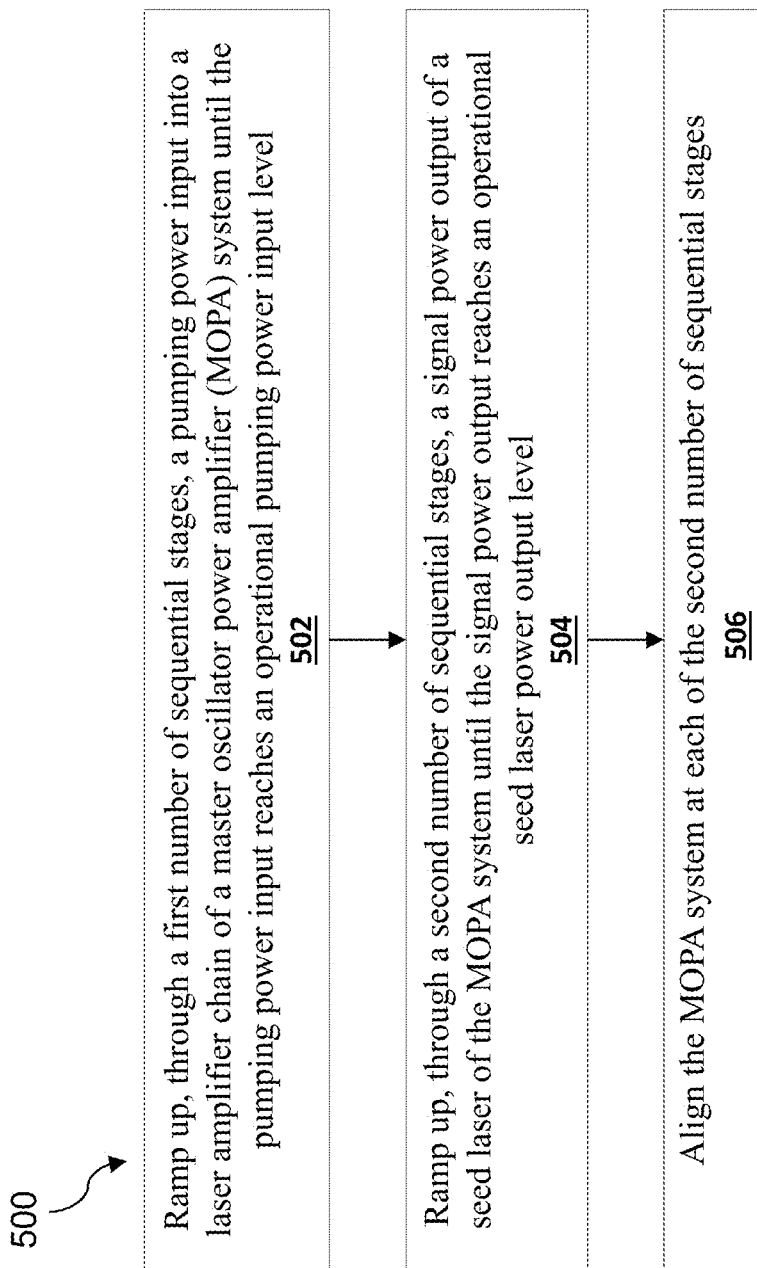 500
Ramp up, through a first number of sequential stages, a pumping power input into a
laser amplifier chain of a master oscillator power amplifier (MOPA) system until the
pumping power input reaches an operational pumping power input level
502
Ramp up, through a second number of sequential stages, a signal power output of a
seed laser of the MOPA system until the signal power output reaches an operational
seed laser power output level
504
Align the MOPA system at each of the second number of sequential stages
506